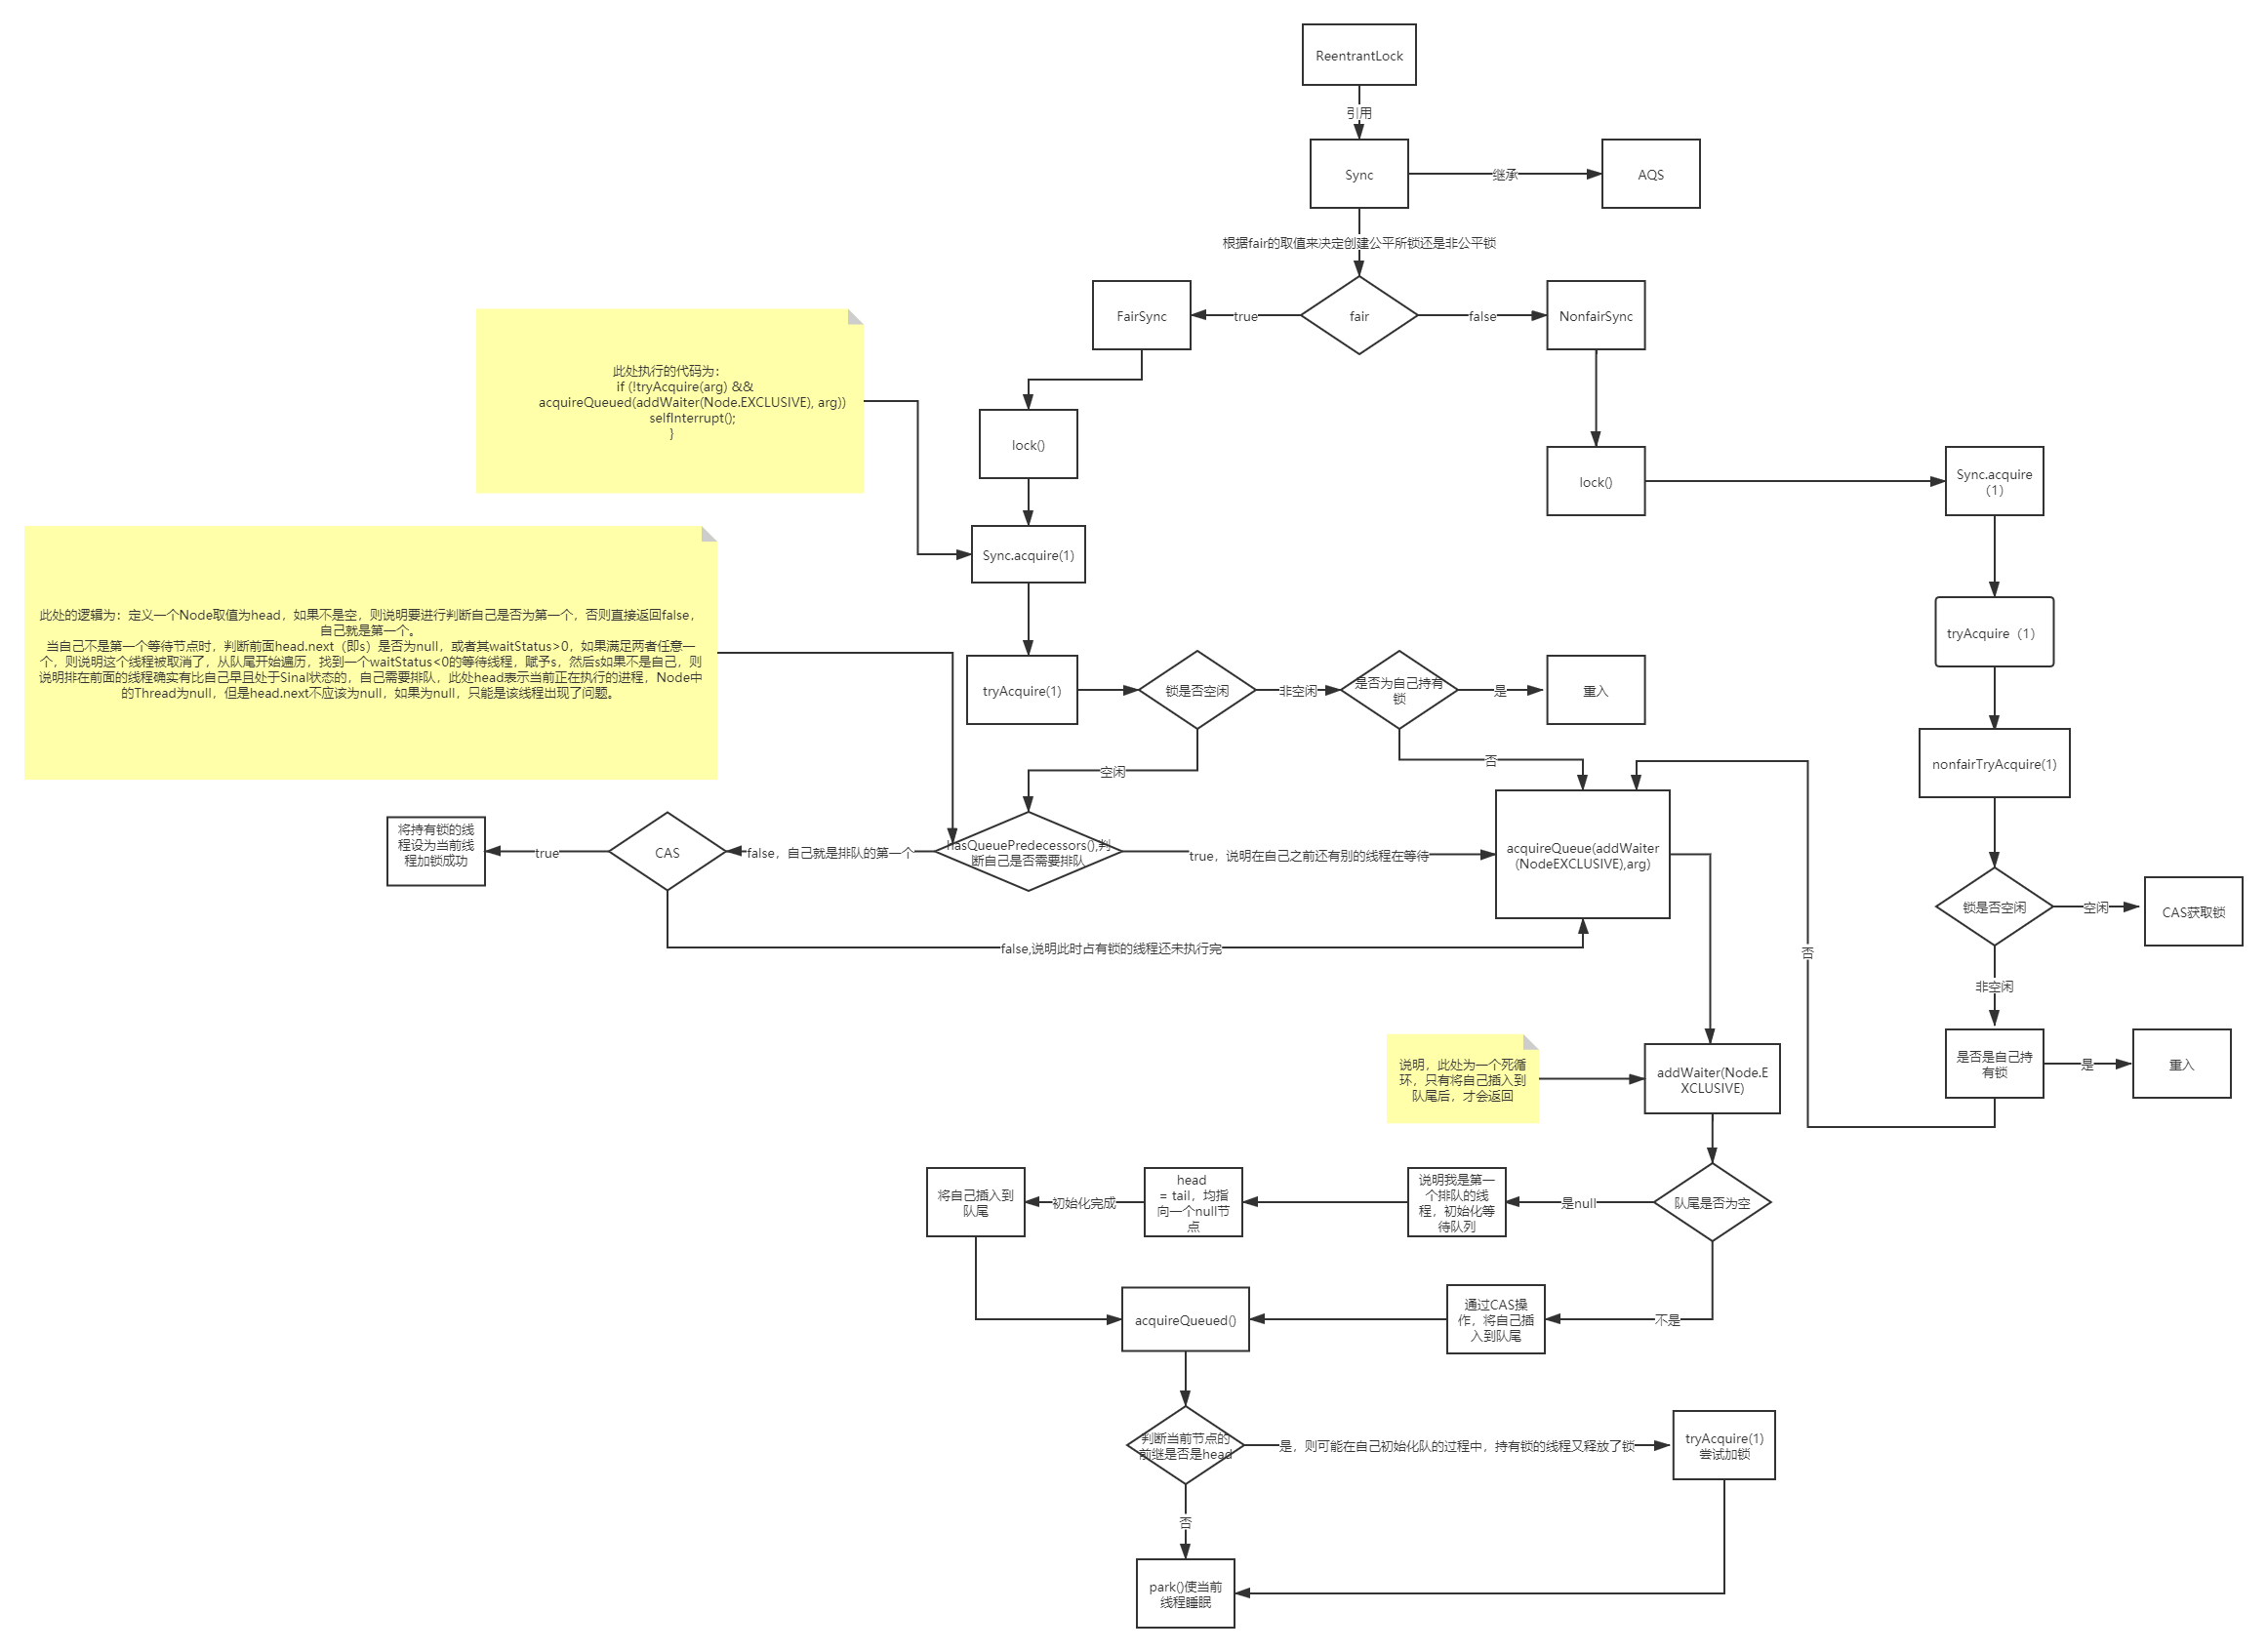 ReentrantLock
引用
Sync
继承
AQS
根据fair的取值来决定创建公平所锁还是非公平锁
FairSync
true
fair
false
NonfairSync
此处执行的代码为：
if (!tryAcquire(arg) &&
acquireQueued(addWaiter(Node.EXCLUSIVE), arg))
selfInterrupt();
}
lock()
lock()
Sync.acquire
（1）
Sync.acquire(1)
此处的逻辑为：定义一个Node取值为head，如果不是空，则说明要进行判断自己是否为第一个，否则直接返回false，
自己就是第一个。
当自己不是第一个等待节点时，判断前面head.next（即s）是否为null，或者其waitStatus>0，如果满足两者任意一
个，则说明这个线程被取消了，从队尾开始遍历，找到一个waitStatus<0的等待线程，赋予s，然后s如果不是自己，则
说明排在前面的线程确实有比自己早且处于Sinal状态的，自己需要排队，此处head表示当前正在执行的进程，Node中
的Thread为null，但是head.next不应该为null，如果为null，只能是该线程出现了问题。
tryAcquire（1）
tryAcquire(1)
锁是否空闲
非空闲
是否为自己持有
锁
是
重入
空闲
否
nonfairTryAcquire(1)
将持有锁的线
程设为当前线
程加锁成功
true
CAS
false，自己就是排队的第一个
hasQueuePredecessors(),判
断自己是否需要排队
true，说明在自己之前还有别的线程在等待
acquireQueue(addWaiter
(NodeEXCLUSIVE),arg)
锁是否空闲
空闲
CAS获取锁
false,说明此时占有锁的线程还未执行完
否
非空闲
说明，此处为一个死循
环，只有将自己插入到
队尾后，才会返回
addWaiter(Node.E
XCLUSIVE)
是否是自己持
有锁
是
重入
将自己插入到
队尾
初始化完成
head
= tail，均指
向一个null节
点
说明我是第一
个排队的线
程，初始化等
待队列
是null
队尾是否为空
acquireQueued()
通过CAS操
作，将自己插
入到队尾
不是
判断当前节点的
前继是否是head
是，则可能在自己初始化队的过程中，持有锁的线程又释放了锁
tryAcquire(1)
尝试加锁
否
park()使当前
线程睡眠